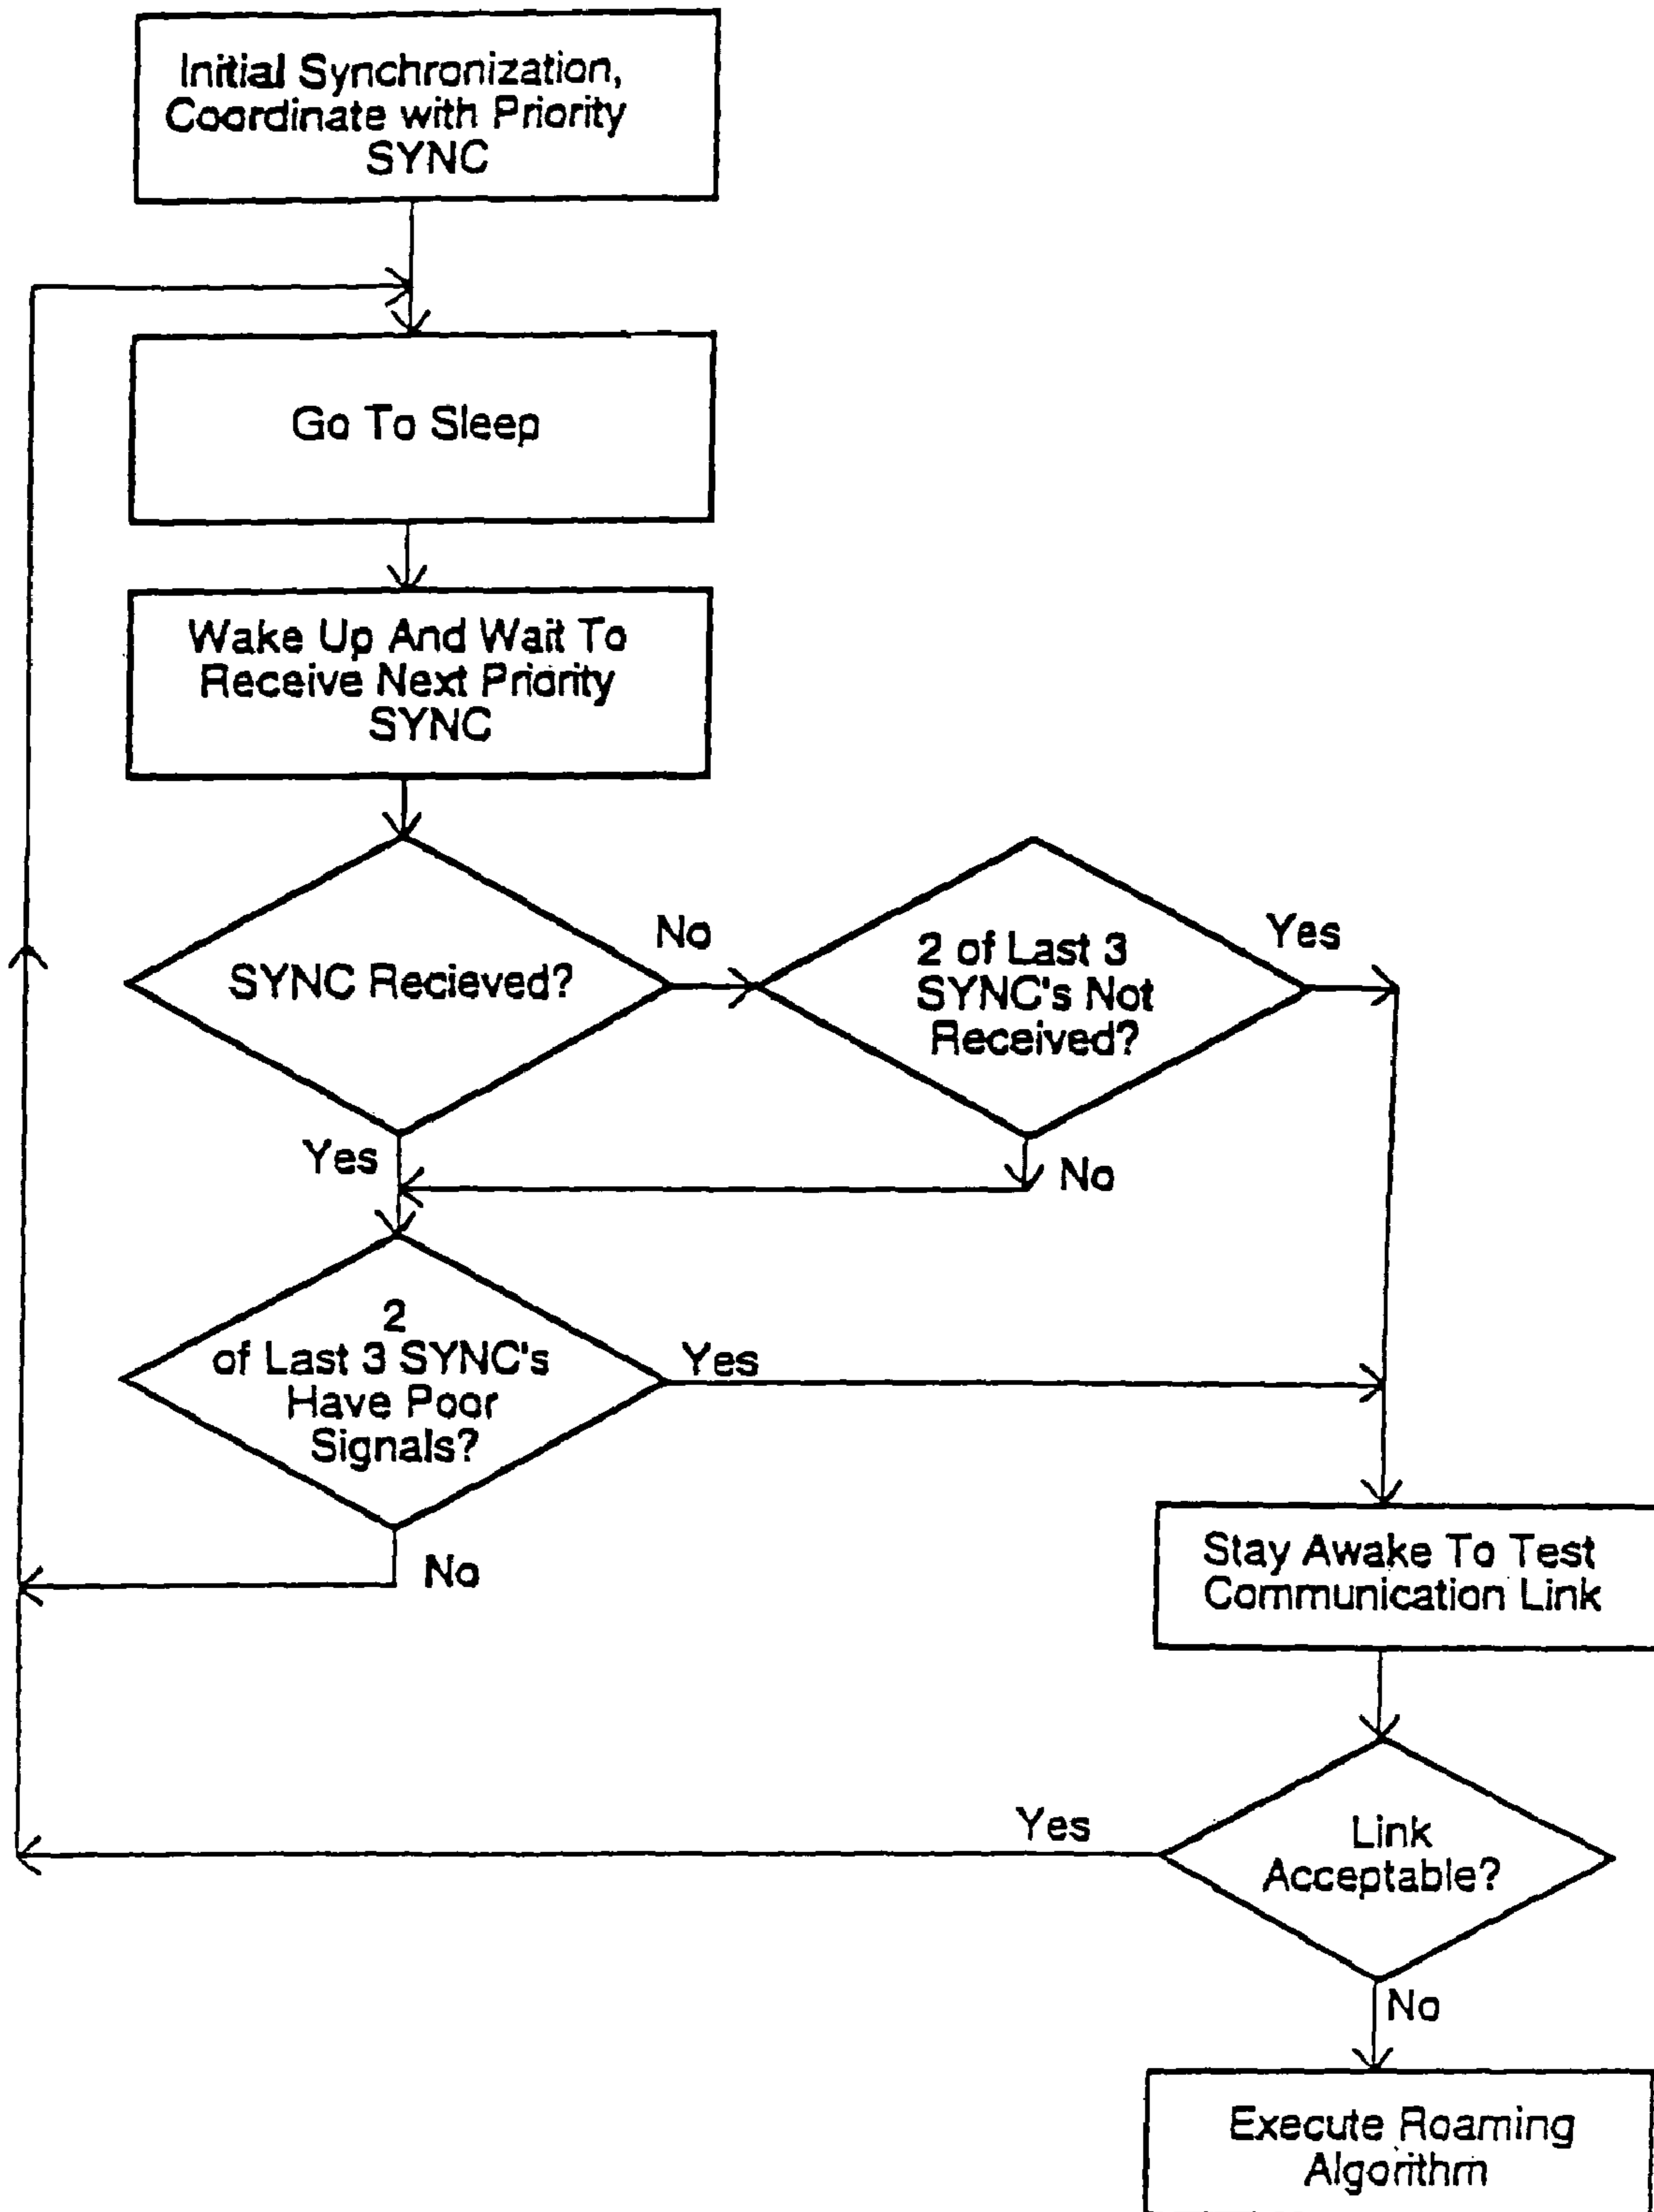 Initial Synchronization,
Coordinate with Priority
SYNC
Go To Sleep
Wake Up And Wait To
Receive Next Priority
SYNC
SYNC Recieved?
No
2 of Last 3
SYNC's Not
Received?
Yes
Yes
No
2
of Last 3 SYNC's
Have Poor
Signals?
Yes
No
Stay Awake To Test
Communication Link
Link
Acceptable?
Yes
No
Execute Roaming
Algorithm